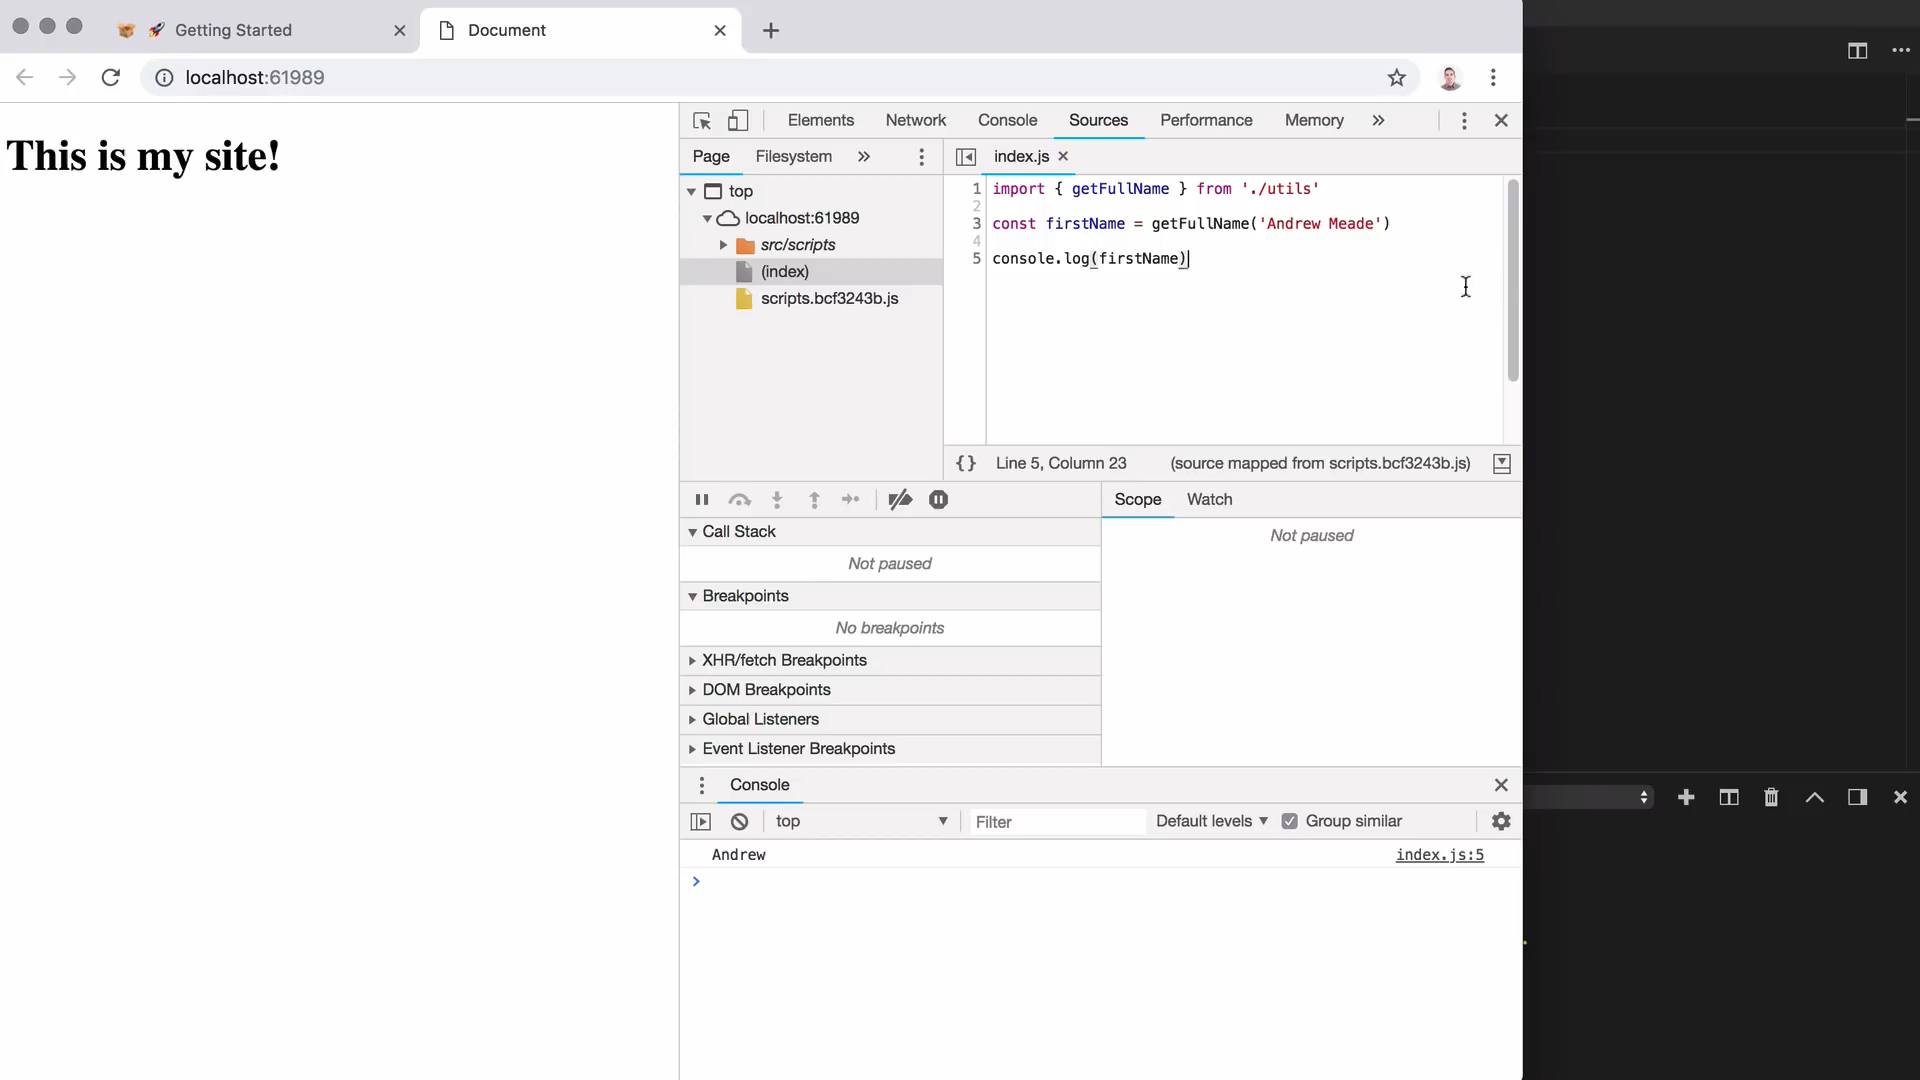 Getting Started
Document
localhost:61989
This is my site!
Elements Network Console Sources Performance Memory »
Page Filesystem »
index.js
top
localhost:61989
src/scripts
(index)
scripts.bcf3243b.js
1 import { getFullName } from './utils'
2
3 const firstName = getFullName('Andrew Meade')
4
5 console.log(firstName)
{} Line 5, Column 23 (source mapped from scripts.bcf3243b.js)
Scope Watch
Call Stack
Not paused
Not paused
Breakpoints
No breakpoints
XHR/fetch Breakpoints
DOM Breakpoints
Global Listeners
Event Listener Breakpoints
Console
top Filter Default levels Group similar
Andrew index.js:5
>